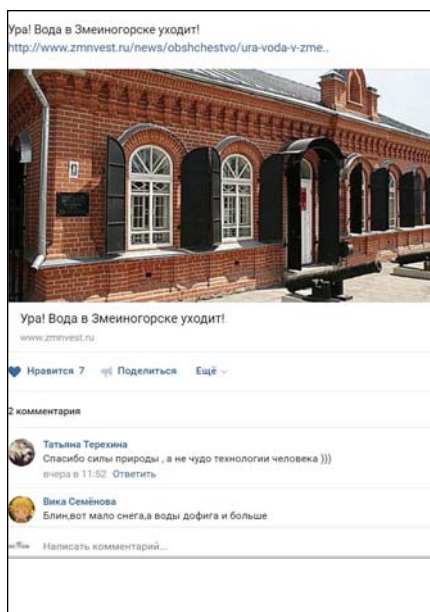 Ура! Вода в Змеиногорске уходит!
http://www.zmnvest.ru/news/obshchestvo/ura-voda-v-zme..
Ура! Вода в Змеиногорске уходит!
www.zmnvest.ru
Нравится 7 Поделиться Ещё
2 комментария
Татьяна Терехина
Спасибо силы природы , а не чудо технологии человека )))
вчера в 11:52 Ответить
Вика Семёнова
Блин,вот мало снега,а воды дофига и больше
Написать комментарий...